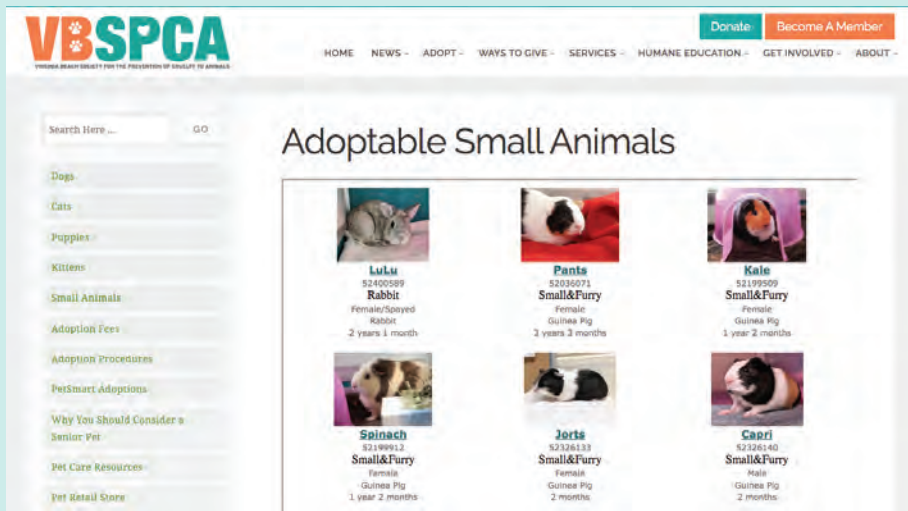 VBSPCA
VIRGINIA BEACH SOCIETY FOR THE PREVENTION OF CRUELTY TO ANIMALS
Donate
Become A Member
HOME NEWS ADOPT WAYS TO GIVE SERVICES HUMANE EDUCATION GET INVOLVED ABOUT
Search Here ... GO
Dogs
Cats
Puppies
Kittens
Small Animals
Adoption Fees
Adoption Procedures
PetSmart Adoptions
Why You Should Consider a
Senior Pet
Pet Care Resources
Pet Retail Store
Adoptable Small Animals
LuLu
52400589
Rabbit
Female/Spayed
Rabbit
2 years 1 month
Pants
52036071
Small&Furry
Female
Guinea Pig
3 years 3 months
Kale
52199509
Small&Furry
Female
Guinea Pig
1 year 2 months
Spinach
52199912
Small&Furry
Female
Guinea Pig
1 year 2 months
Jorts
52326133
Small&Furry
Female
Guinea Pig
2 months
Capri
52326140
Small&Furry
Male
Guinea Pig
2 months